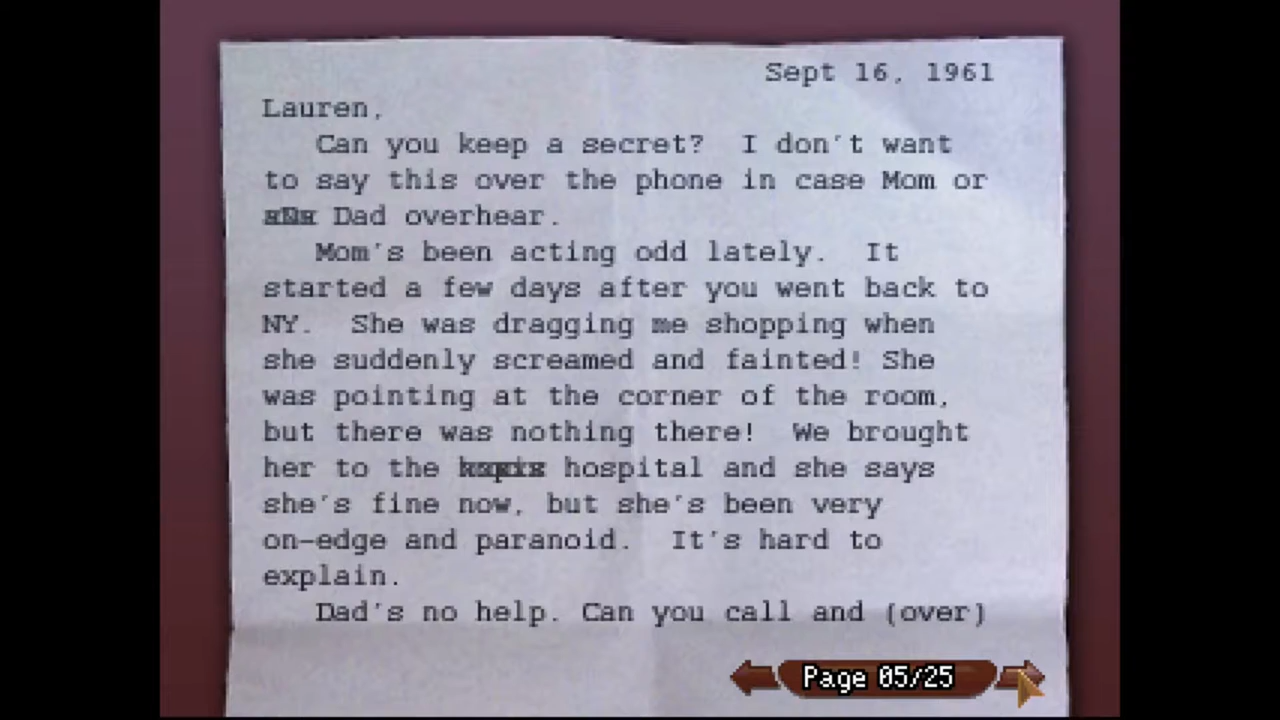 Sept 16, 1961
Lauren,
Can you keep a secret? I don't want
to say this over the phone in case Mom or
Dad overhear.
Mom's been acting odd lately. It
started a few days after you went back to
NY. She was dragging me shopping when
she suddenly screamed and fainted! She
was pointing at the corner of the room,
but there was nothing there! We brought
her to the hospital and she says
she's fine now, but she's been very
on-edge and paranoid. It's hard to
explain.
Dad's no help. Can you call and (over)
Page 05/25